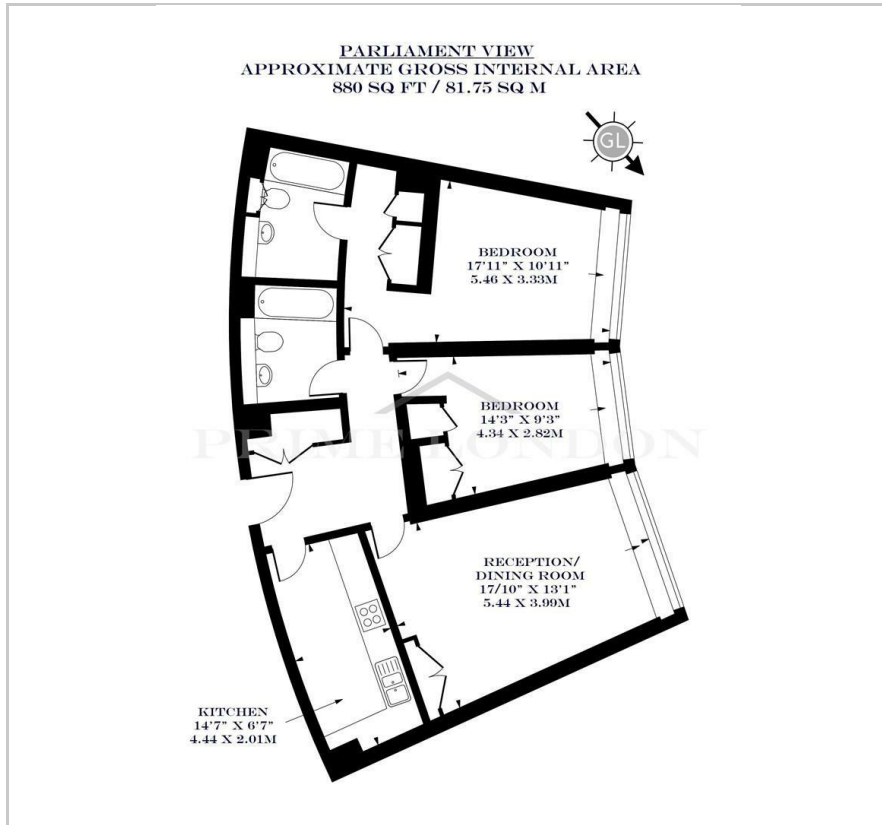 PARLIAMENT VIEW
APPROXIMATE GROSS INTERNAL AREA
880 SQ FT / 81.75 SQ M
GL
BEDROOM
17'11" X 10'11"
5.46 X 3.33M
BEDROOM
14'3" X 9'3"
4.34 X 2.82M
PRIME LONDON
RECEPTION/
DINING ROOM
17/10" X 13'1"
5.44 X 3.99M
KITCHEN
14'7" X 6'7"
4.44 X 2.01M